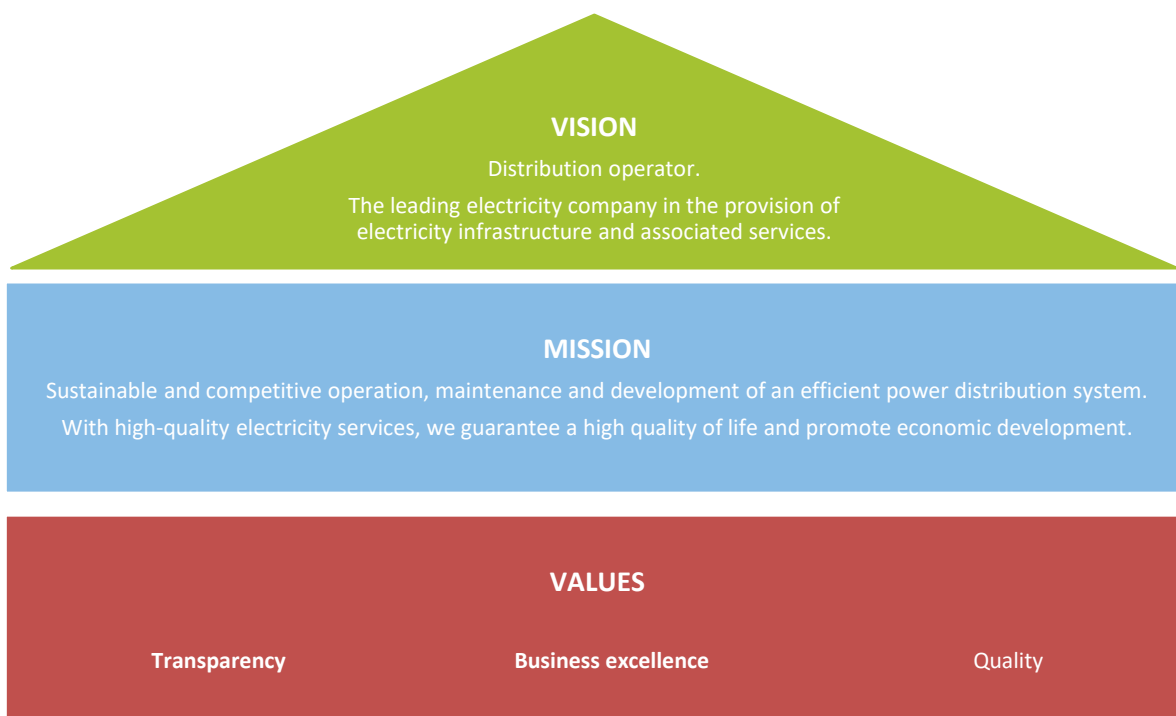 VISION
Distribution operator.
The leading electricity company in the provision of
electricity infrastructure and associated services.
MISSION
Sustainable and competitive operation, maintenance and development of an efficient power distribution system.
With high-quality electricity services, we guarantee a high quality of life and promote economic development.
VALUES
Transparency Business excellence Quality